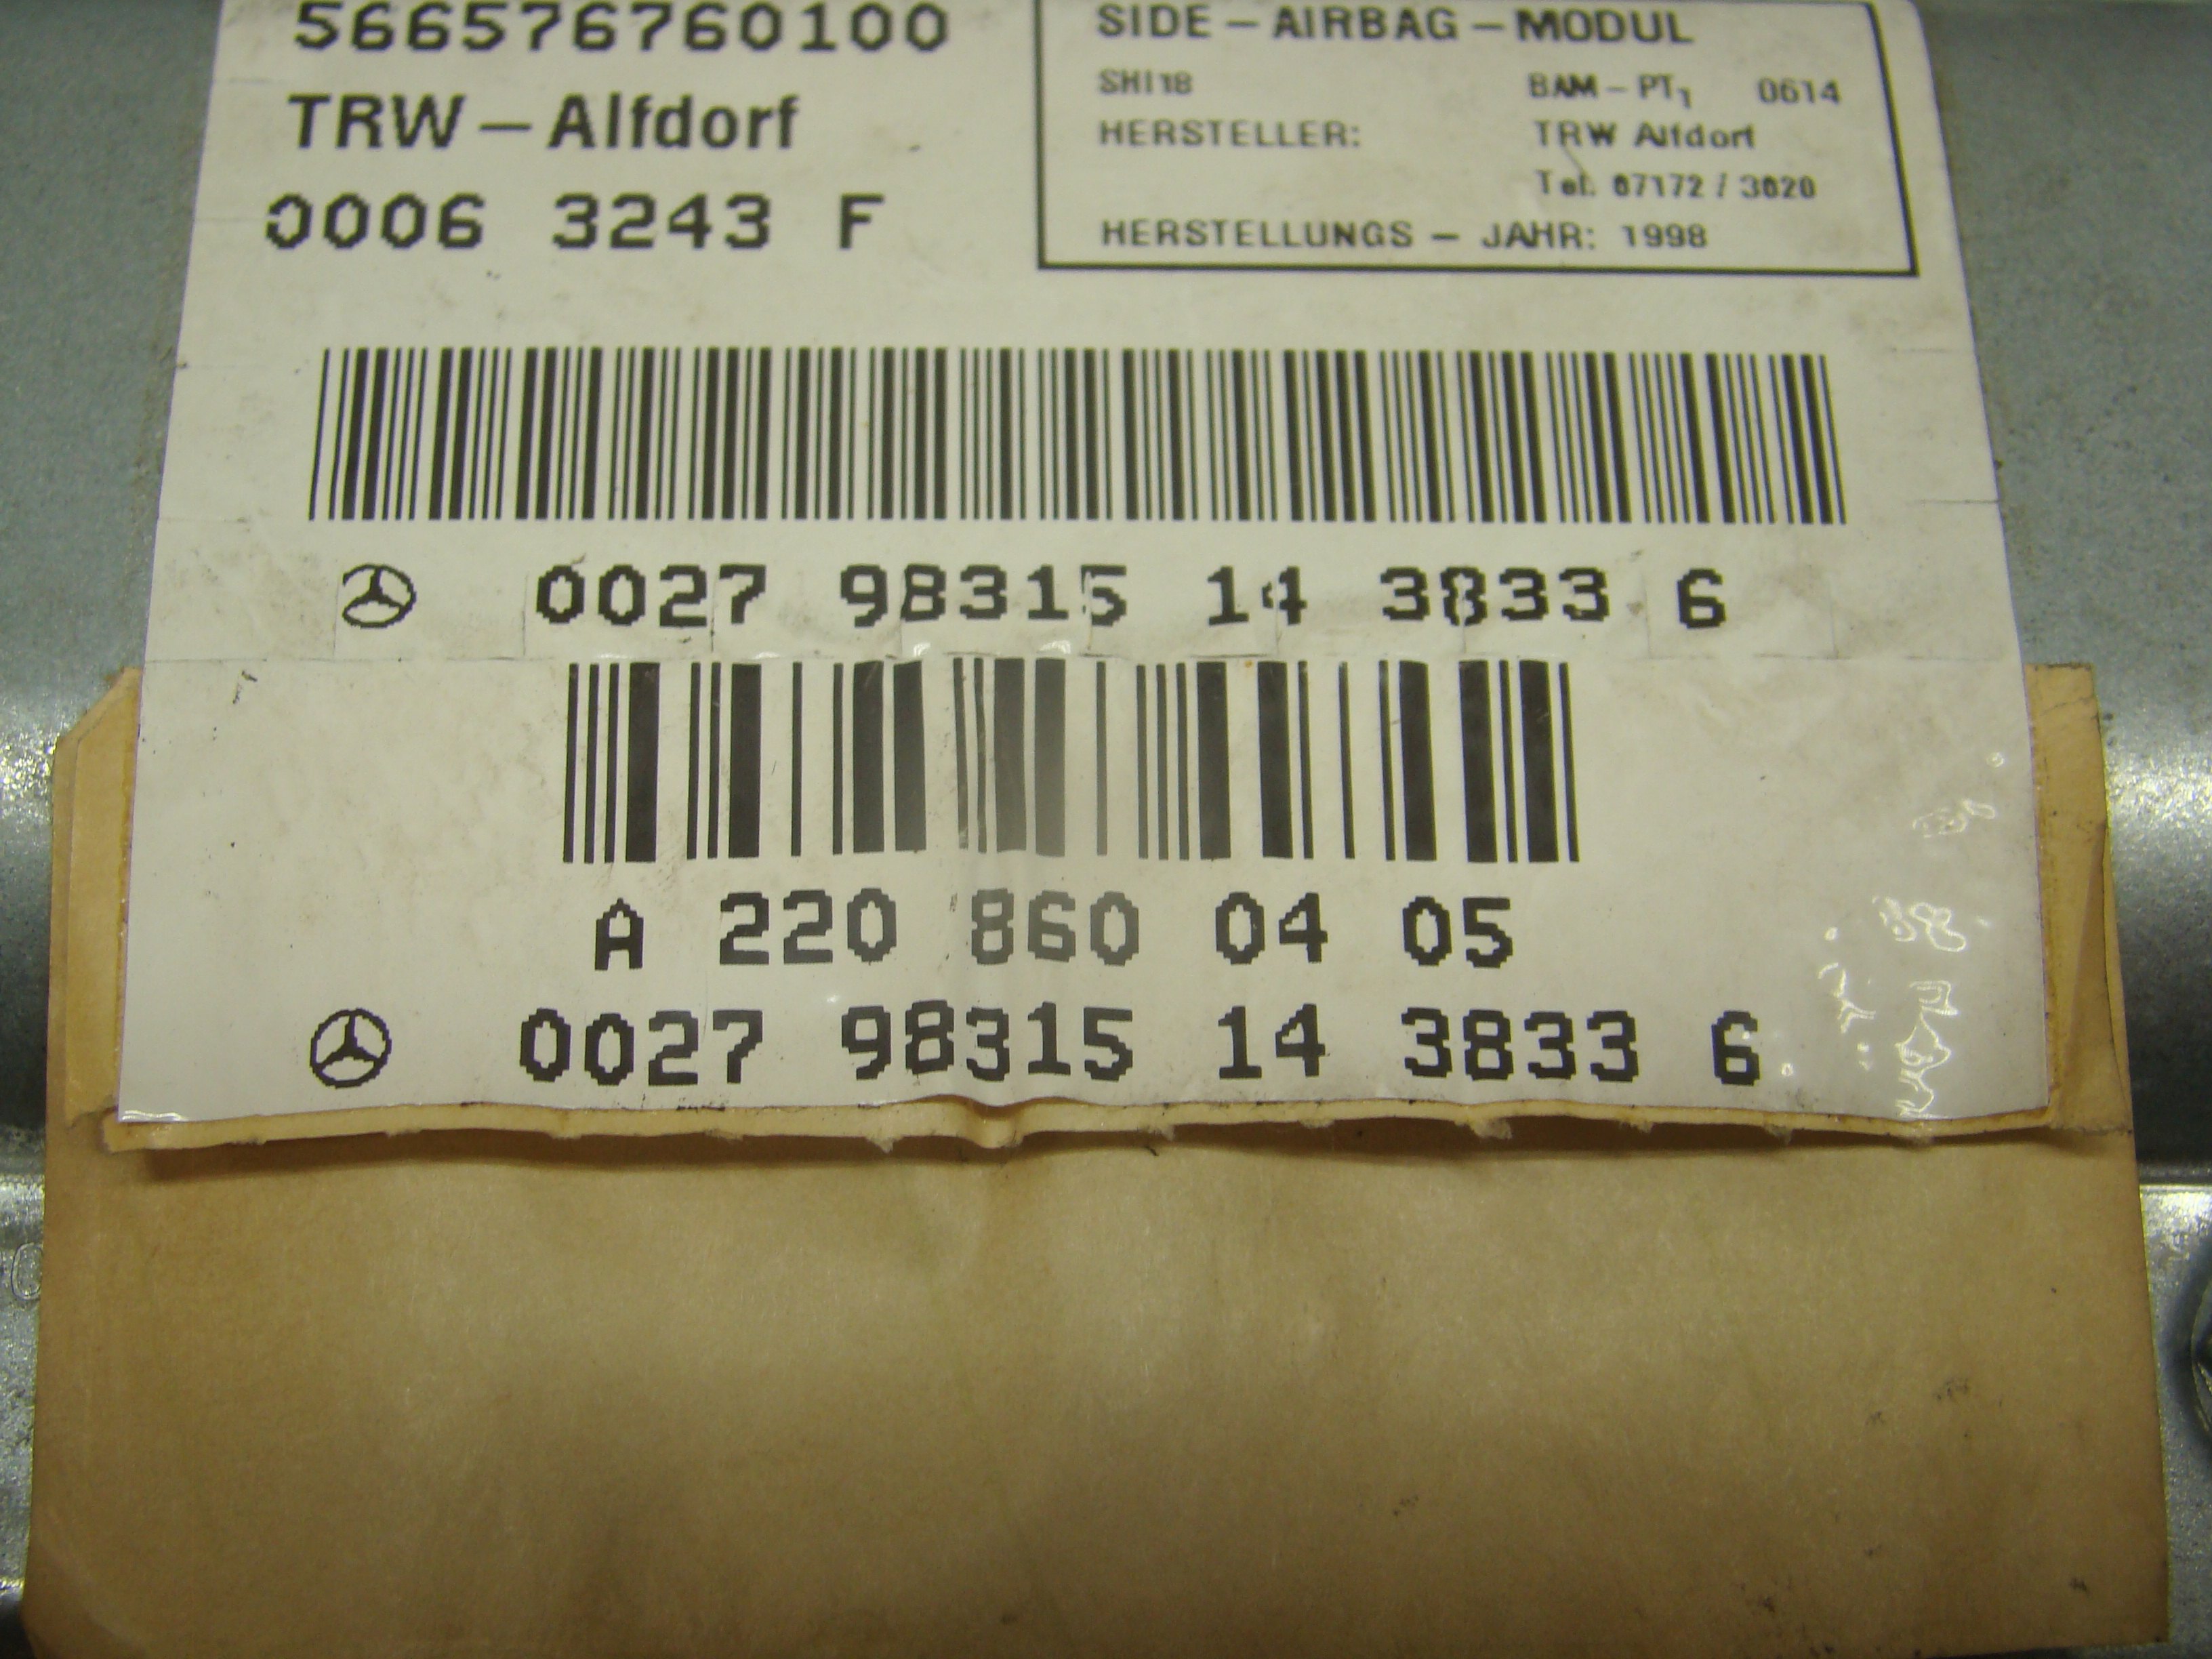 566576760100
TRW - Alfdorf
0006 3243 F
SIDE - AIRBAG - MODUL
SHI18 BAM - PT1 0614
HERSTELLER: TRW Alfdorf
Tel. 07172 / 3020
HERSTELLUNGS - JAHR: 1998
0027 98315 14 3833 6
A 220 860 04 05
0027 98315 14 3833 6